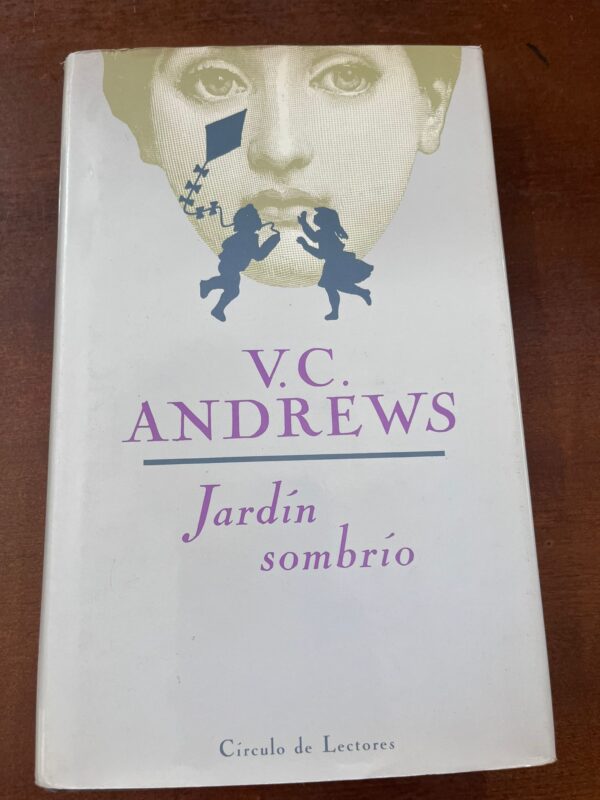 V. C.
ANDREWS
Jardín
sombrío
Círculo de Lectores